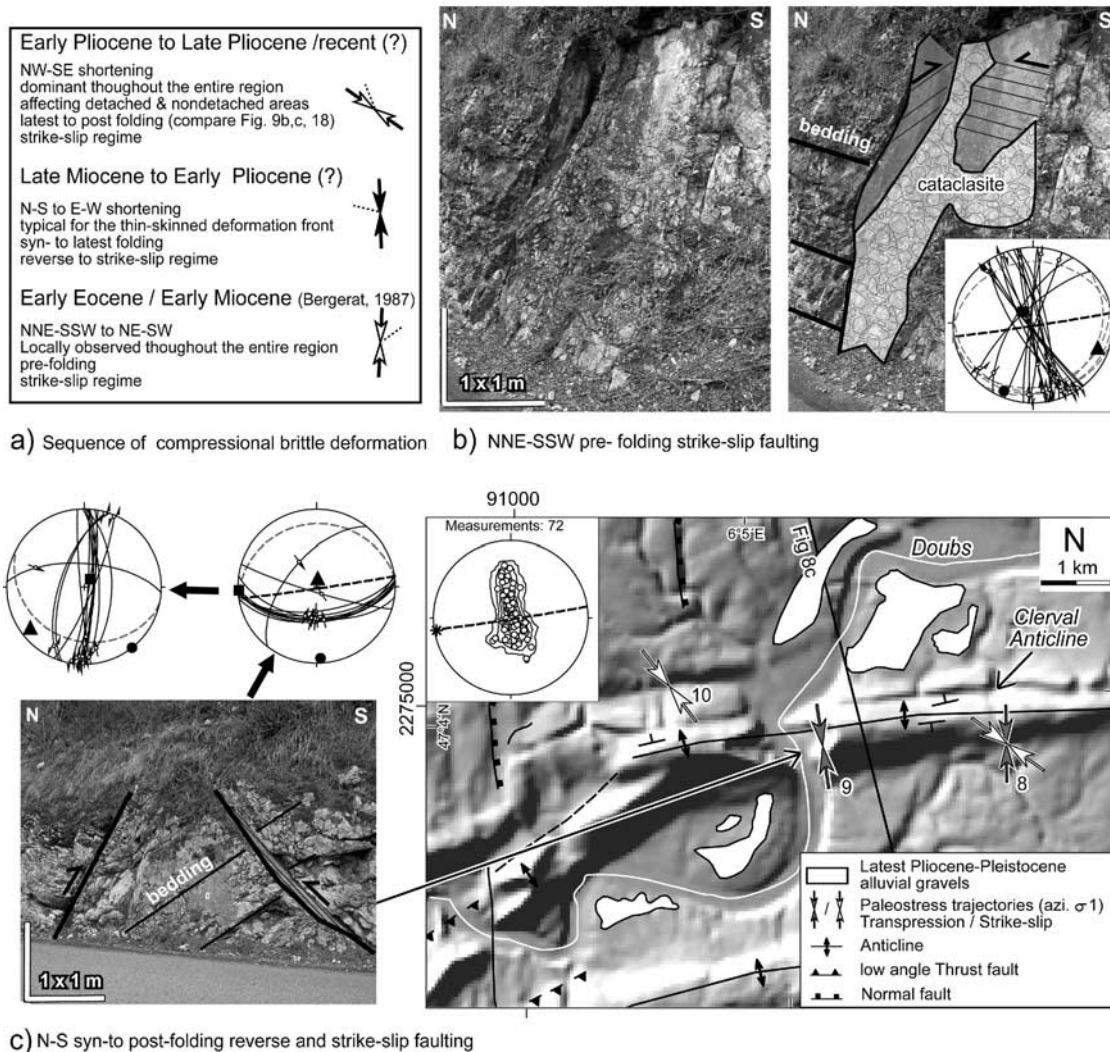 Early Pliocene to Late Pliocene /recent (?)
NW-SE shortening
dominant thoughout the entire region
affecting detached & nondetached areas
latest to post folding (compare Fig. 9b,c, 18)
strike-slip regime
Late Miocene to Early Pliocene (?)
N-S to E-W shortening
typical for the thin-skinned deformation front
syn- to latest folding
reverse to strike-slip regime
Early Eocene / Early Miocene (Bergerat, 1987)
NNE-SSW to NE-SW
Locally observed thoughout the entire region
pre-folding
strike-slip regime
a) Sequence of compressional brittle deformation
N S
1 x 1 m
N S
bedding
cataclasite
b) NNE-SSW pre- folding strike-slip faulting
N S
bedding
1 x 1 m
91000
Measurements: 72
6°5'E
Fig 8c
Doubs
N
1 km
Clerval
Anticline
2275000
47°4'N
10
9
8
Latest Pliocene-Pleistocene
alluvial gravels
Paleostress trajectories (azi. σ1)
Transpression / Strike-slip
Anticline
low angle Thrust fault
Normal fault
c) N-S syn-to post-folding reverse and strike-slip faulting